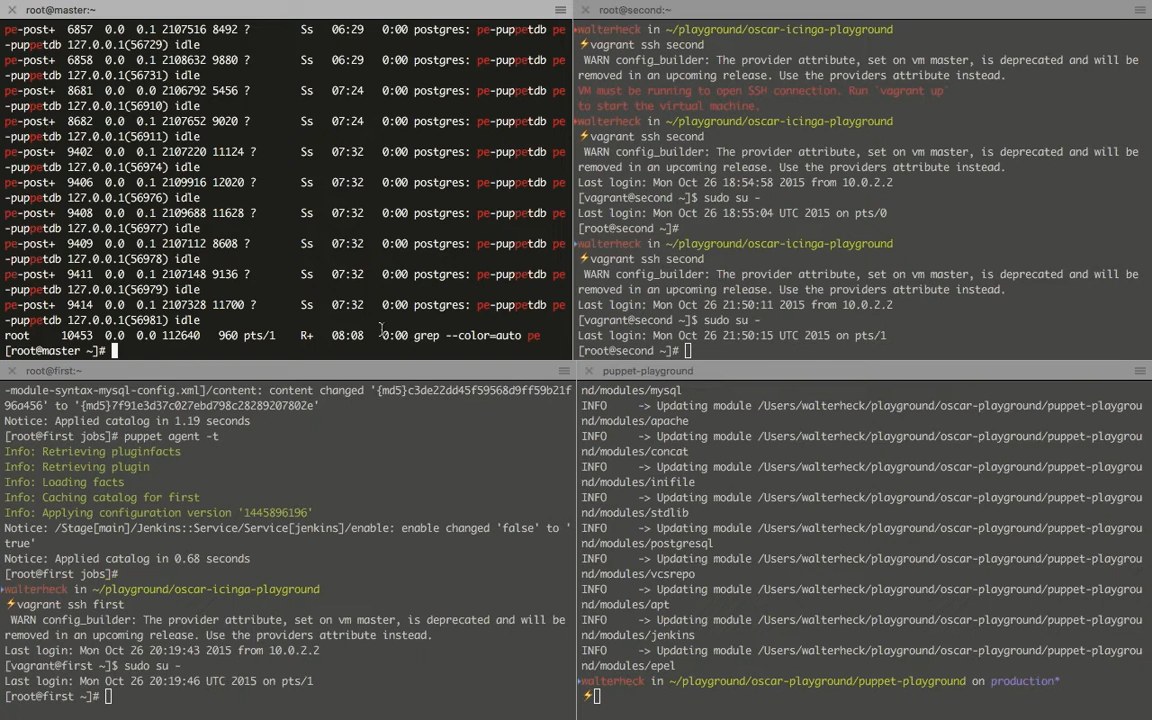 root@master:~
pe-post+  6857  0.0  0.1 2107516 8492 ?        Ss   06:29   0:00 postgres: pe-puppetdb pe
-puppetdb 127.0.0.1(56729) idle
pe-post+  6858  0.0  0.1 2108632 9880 ?        Ss   06:29   0:00 postgres: pe-puppetdb pe
-puppetdb 127.0.0.1(56731) idle
pe-post+  8681  0.0  0.1 2106792 5456 ?        Ss   07:24   0:00 postgres: pe-puppetdb pe
-puppetdb 127.0.0.1(56910) idle
pe-post+  8682  0.0  0.1 2107652 9020 ?        Ss   07:24   0:00 postgres: pe-puppetdb pe
-puppetdb 127.0.0.1(56911) idle
pe-post+  9402  0.0  0.1 2107220 11124 ?       Ss   07:32   0:00 postgres: pe-puppetdb pe
-puppetdb 127.0.0.1(56974) idle
pe-post+  9406  0.0  0.1 2109916 12020 ?       Ss   07:32   0:00 postgres: pe-puppetdb pe
-puppetdb 127.0.0.1(56976) idle
pe-post+  9408  0.0  0.1 2109688 11628 ?       Ss   07:32   0:00 postgres: pe-puppetdb pe
-puppetdb 127.0.0.1(56977) idle
pe-post+  9409  0.0  0.1 2107112 8608 ?        Ss   07:32   0:00 postgres: pe-puppetdb pe
-puppetdb 127.0.0.1(56978) idle
pe-post+  9411  0.0  0.1 2107148 9136 ?        Ss   07:32   0:00 postgres: pe-puppetdb pe
-puppetdb 127.0.0.1(56979) idle
pe-post+  9414  0.0  0.1 2107328 11700 ?       Ss   07:32   0:00 postgres: pe-puppetdb pe
-puppetdb 127.0.0.1(56981) idle
root     10453  0.0  0.0 112640   960 pts/1    R+   08:08   0:00 grep --color=auto pe
[root@master ~]#
root@second:~
walterheck in ~/playground/oscar-icinga-playground
⚡vagrant ssh second
WARN config_builder: The provider attribute, set on vm master, is deprecated and will be
removed in an upcoming release. Use the providers attribute instead.
VM must be running to open SSH connection. Run `vagrant up`
to start the virtual machine.
walterheck in ~/playground/oscar-icinga-playground
⚡vagrant ssh second
WARN config_builder: The provider attribute, set on vm master, is deprecated and will be
removed in an upcoming release. Use the providers attribute instead.
Last login: Mon Oct 26 18:54:58 2015 from 10.0.2.2
[vagrant@second ~]$ sudo su -
Last login: Mon Oct 26 18:55:04 UTC 2015 on pts/0
[root@second ~]#
walterheck in ~/playground/oscar-icinga-playground
⚡vagrant ssh second
WARN config_builder: The provider attribute, set on vm master, is deprecated and will be
removed in an upcoming release. Use the providers attribute instead.
Last login: Mon Oct 26 21:50:11 2015 from 10.0.2.2
[vagrant@second ~]$ sudo su -
Last login: Mon Oct 26 21:50:15 UTC 2015 on pts/1
[root@second ~]#
root@first:~
-module-syntax-mysql-config.xml]/content: content changed '{md5}c3de22dd45f59568d9ff59b21f
96a456' to '{md5}7f91e3d37c027ebd798c28289207802e'
Notice: Applied catalog in 1.19 seconds
[root@first jobs]# puppet agent -t
Info: Retrieving pluginfacts
Info: Retrieving plugin
Info: Loading facts
Info: Caching catalog for first
Info: Applying configuration version '1445896196'
Notice: /Stage[main]/Jenkins::Service/Service[jenkins]/enable: enable changed 'false' to '
true'
Notice: Applied catalog in 0.68 seconds
[root@first jobs]#
walterheck in ~/playground/oscar-icinga-playground
⚡vagrant ssh first
WARN config_builder: The provider attribute, set on vm master, is deprecated and will be
removed in an upcoming release. Use the providers attribute instead.
Last login: Mon Oct 26 20:19:43 2015 from 10.0.2.2
[vagrant@first ~]$ sudo su -
Last login: Mon Oct 26 20:19:46 UTC 2015 on pts/1
[root@first ~]#
puppet-playground
nd/modules/mysql
INFO     -> Updating module /Users/walterheck/playground/oscar-playground/puppet-playgrou
nd/modules/apache
INFO     -> Updating module /Users/walterheck/playground/oscar-playground/puppet-playgrou
nd/modules/concat
INFO     -> Updating module /Users/walterheck/playground/oscar-playground/puppet-playgrou
nd/modules/inifile
INFO     -> Updating module /Users/walterheck/playground/oscar-playground/puppet-playgrou
nd/modules/stdlib
INFO     -> Updating module /Users/walterheck/playground/oscar-playground/puppet-playgrou
nd/modules/postgresql
INFO     -> Updating module /Users/walterheck/playground/oscar-playground/puppet-playgrou
nd/modules/vcsrepo
INFO     -> Updating module /Users/walterheck/playground/oscar-playground/puppet-playgrou
nd/modules/apt
INFO     -> Updating module /Users/walterheck/playground/oscar-playground/puppet-playgrou
nd/modules/jenkins
INFO     -> Updating module /Users/walterheck/playground/oscar-playground/puppet-playgrou
nd/modules/epel
walterheck in ~/playground/oscar-playground/puppet-playground on production*
⚡